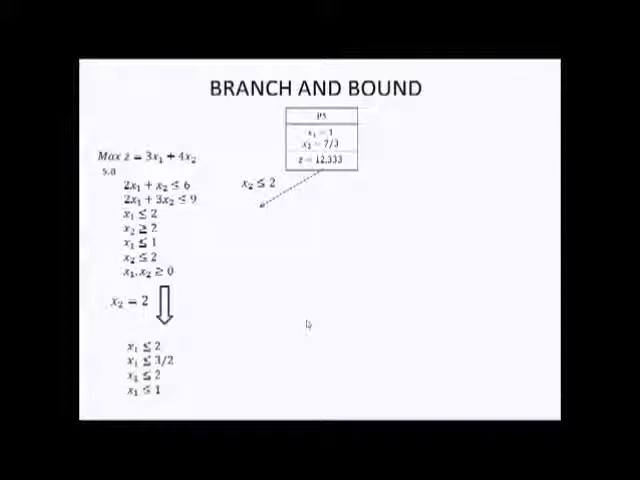 BRANCH AND BOUND
P5
x₁ = 1
x₂ = 7/3
z = 12.333
Max z = 3x₁ + 4x₂
s.a
2x₁ + x₂ ≤ 6
2x₁ + 3x₂ ≤ 9
x₁ ≤ 2
x₂ ≥ 2
x₁ ≤ 1
x₂ ≤ 2
x₁.x₂ ≥ 0
x₂ ≤ 2
x₂ = 2
x₁ ≤ 2
x₁ ≤ 3/2
x₁ ≤ 2
x₁ ≤ 1